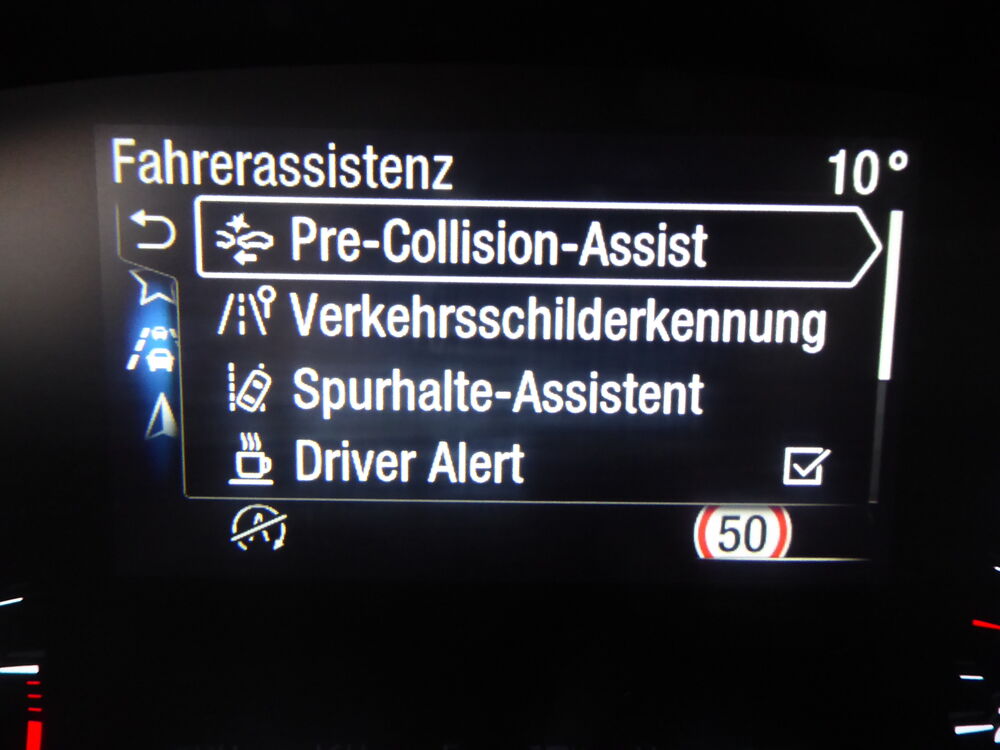 Fahrerassistenz 10°
Pre-Collision-Assist
Verkehrsschilderkennung
Spurhalte-Assistent
Driver Alert
A
50